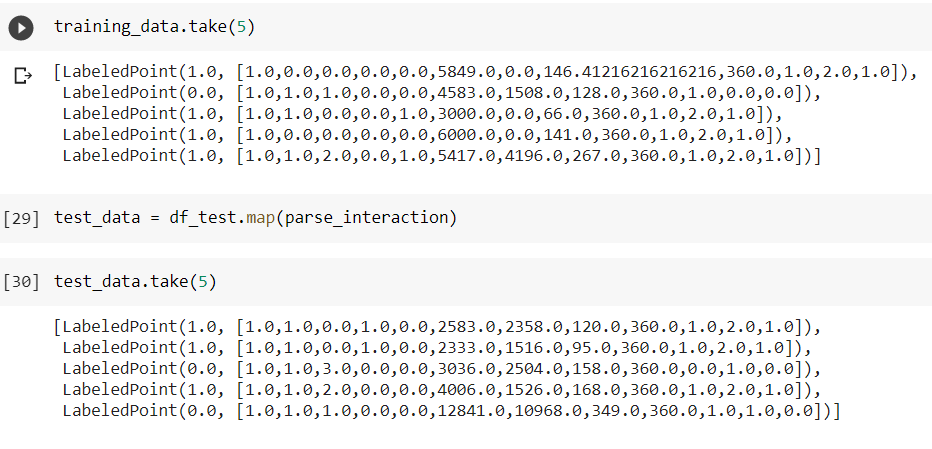 training_data.take(5)
[LabeledPoint(1.0, [1.0,0.0,0.0,0.0,0.0,5849.0,0.0,146.41216216216216,360.0,1.0,2.0,1.0]),
LabeledPoint(0.0, [1.0,1.0,1.0,0.0,0.0,4583.0,1508.0,128.0,360.0,1.0,0.0,0.0]),
LabeledPoint(1.0, [1.0,1.0,0.0,0.0,1.0,3000.0,0.0,66.0,360.0,1.0,2.0,1.0]),
LabeledPoint(1.0, [1.0,0.0,0.0,0.0,0.0,6000.0,0.0,141.0,360.0,1.0,2.0,1.0]),
LabeledPoint(1.0, [1.0,1.0,2.0,0.0,1.0,5417.0,4196.0,267.0,360.0,1.0,2.0,1.0])]
[29] test_data = df_test.map(parse_interaction)
[30] test_data.take(5)
[LabeledPoint(1.0, [1.0,1.0,0.0,1.0,0.0,2583.0,2358.0,120.0,360.0,1.0,2.0,1.0]),
LabeledPoint(1.0, [1.0,1.0,0.0,1.0,0.0,2333.0,1516.0,95.0,360.0,1.0,2.0,1.0]),
LabeledPoint(0.0, [1.0,1.0,3.0,0.0,0.0,3036.0,2504.0,158.0,360.0,0.0,1.0,0.0]),
LabeledPoint(1.0, [1.0,1.0,2.0,0.0,0.0,4006.0,1526.0,168.0,360.0,1.0,2.0,1.0]),
LabeledPoint(0.0, [1.0,1.0,1.0,0.0,0.0,12841.0,10968.0,349.0,360.0,1.0,1.0,0.0])]